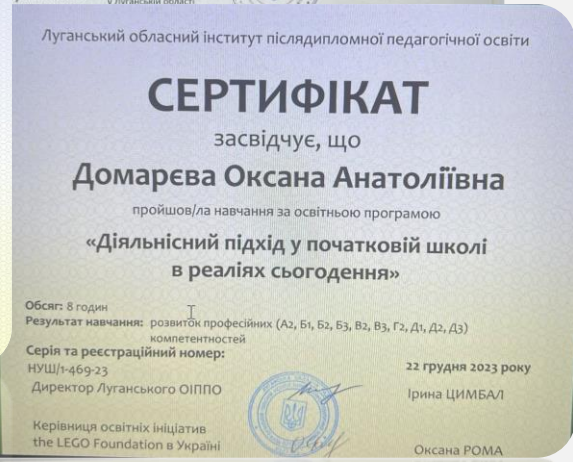 у Луганській області
Луганський обласний інститут післядипломної педагогічної освіти
СЕРТИФІКАТ
засвідчує, що
Домарєва Оксана Анатоліївна
пройшов/ла навчання за освітньою програмою
«Діяльнісний підхід у початковій школі
в реаліях сьогодення»
Обсяг: 8 годин
Результат навчання: розвиток професійних (А2, Б1, Б2, Б3, В2, В3, Г2, Д1, Д2, Д3)
компетентностей
Серія та реєстраційний номер:
НУШ/1-469-23
22 грудня 2023 року
Директор Луганського ОІППО
Ірина ЦИМБАЛ
Керівниця освітніх ініціатив
the LEGO Foundation в Україні
Оксана РОМА